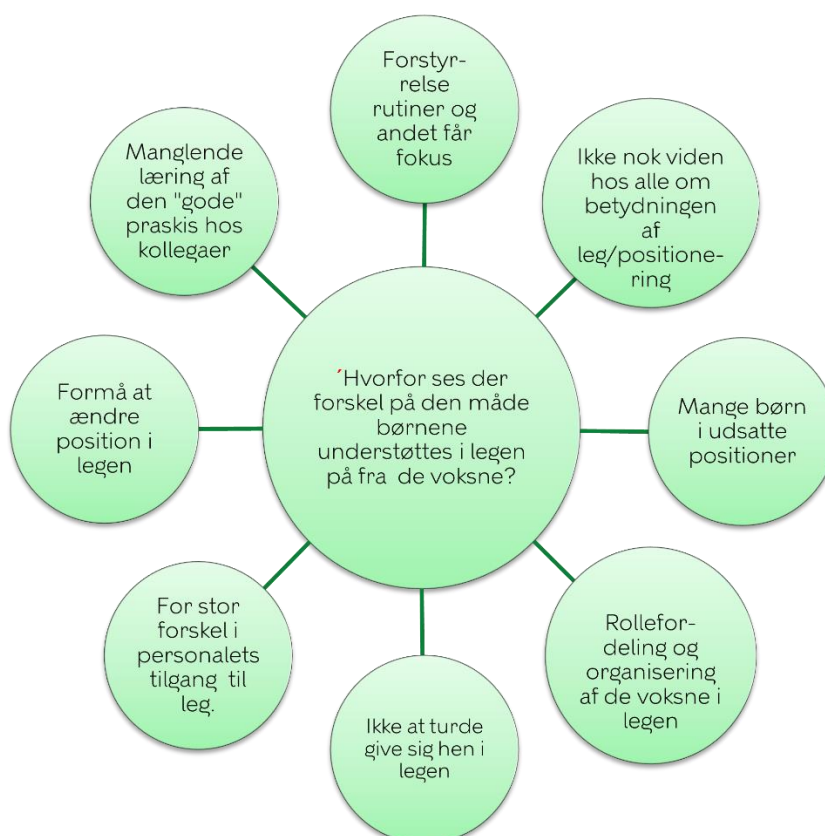 Forstyr-
relse
rutiner og
andet får
fokus
Ikke nok viden
hos alle om
betydningen
af
leg/positione-
ring
Mange børn
i udsatte
positioner
Rollefor-
deling og
organisering
af de voksne i
legen
Ikke at turde
give sig hen i
legen
For stor
forskel i
personalets
tilgang til
leg.
Formå at
ændre
position i
legen
Manglende
læring af
den "gode"
praskis hos
kollegaer
´Hvorfor ses der
forskel på den måde
børnene
understøttes i legen
på fra de voksne?